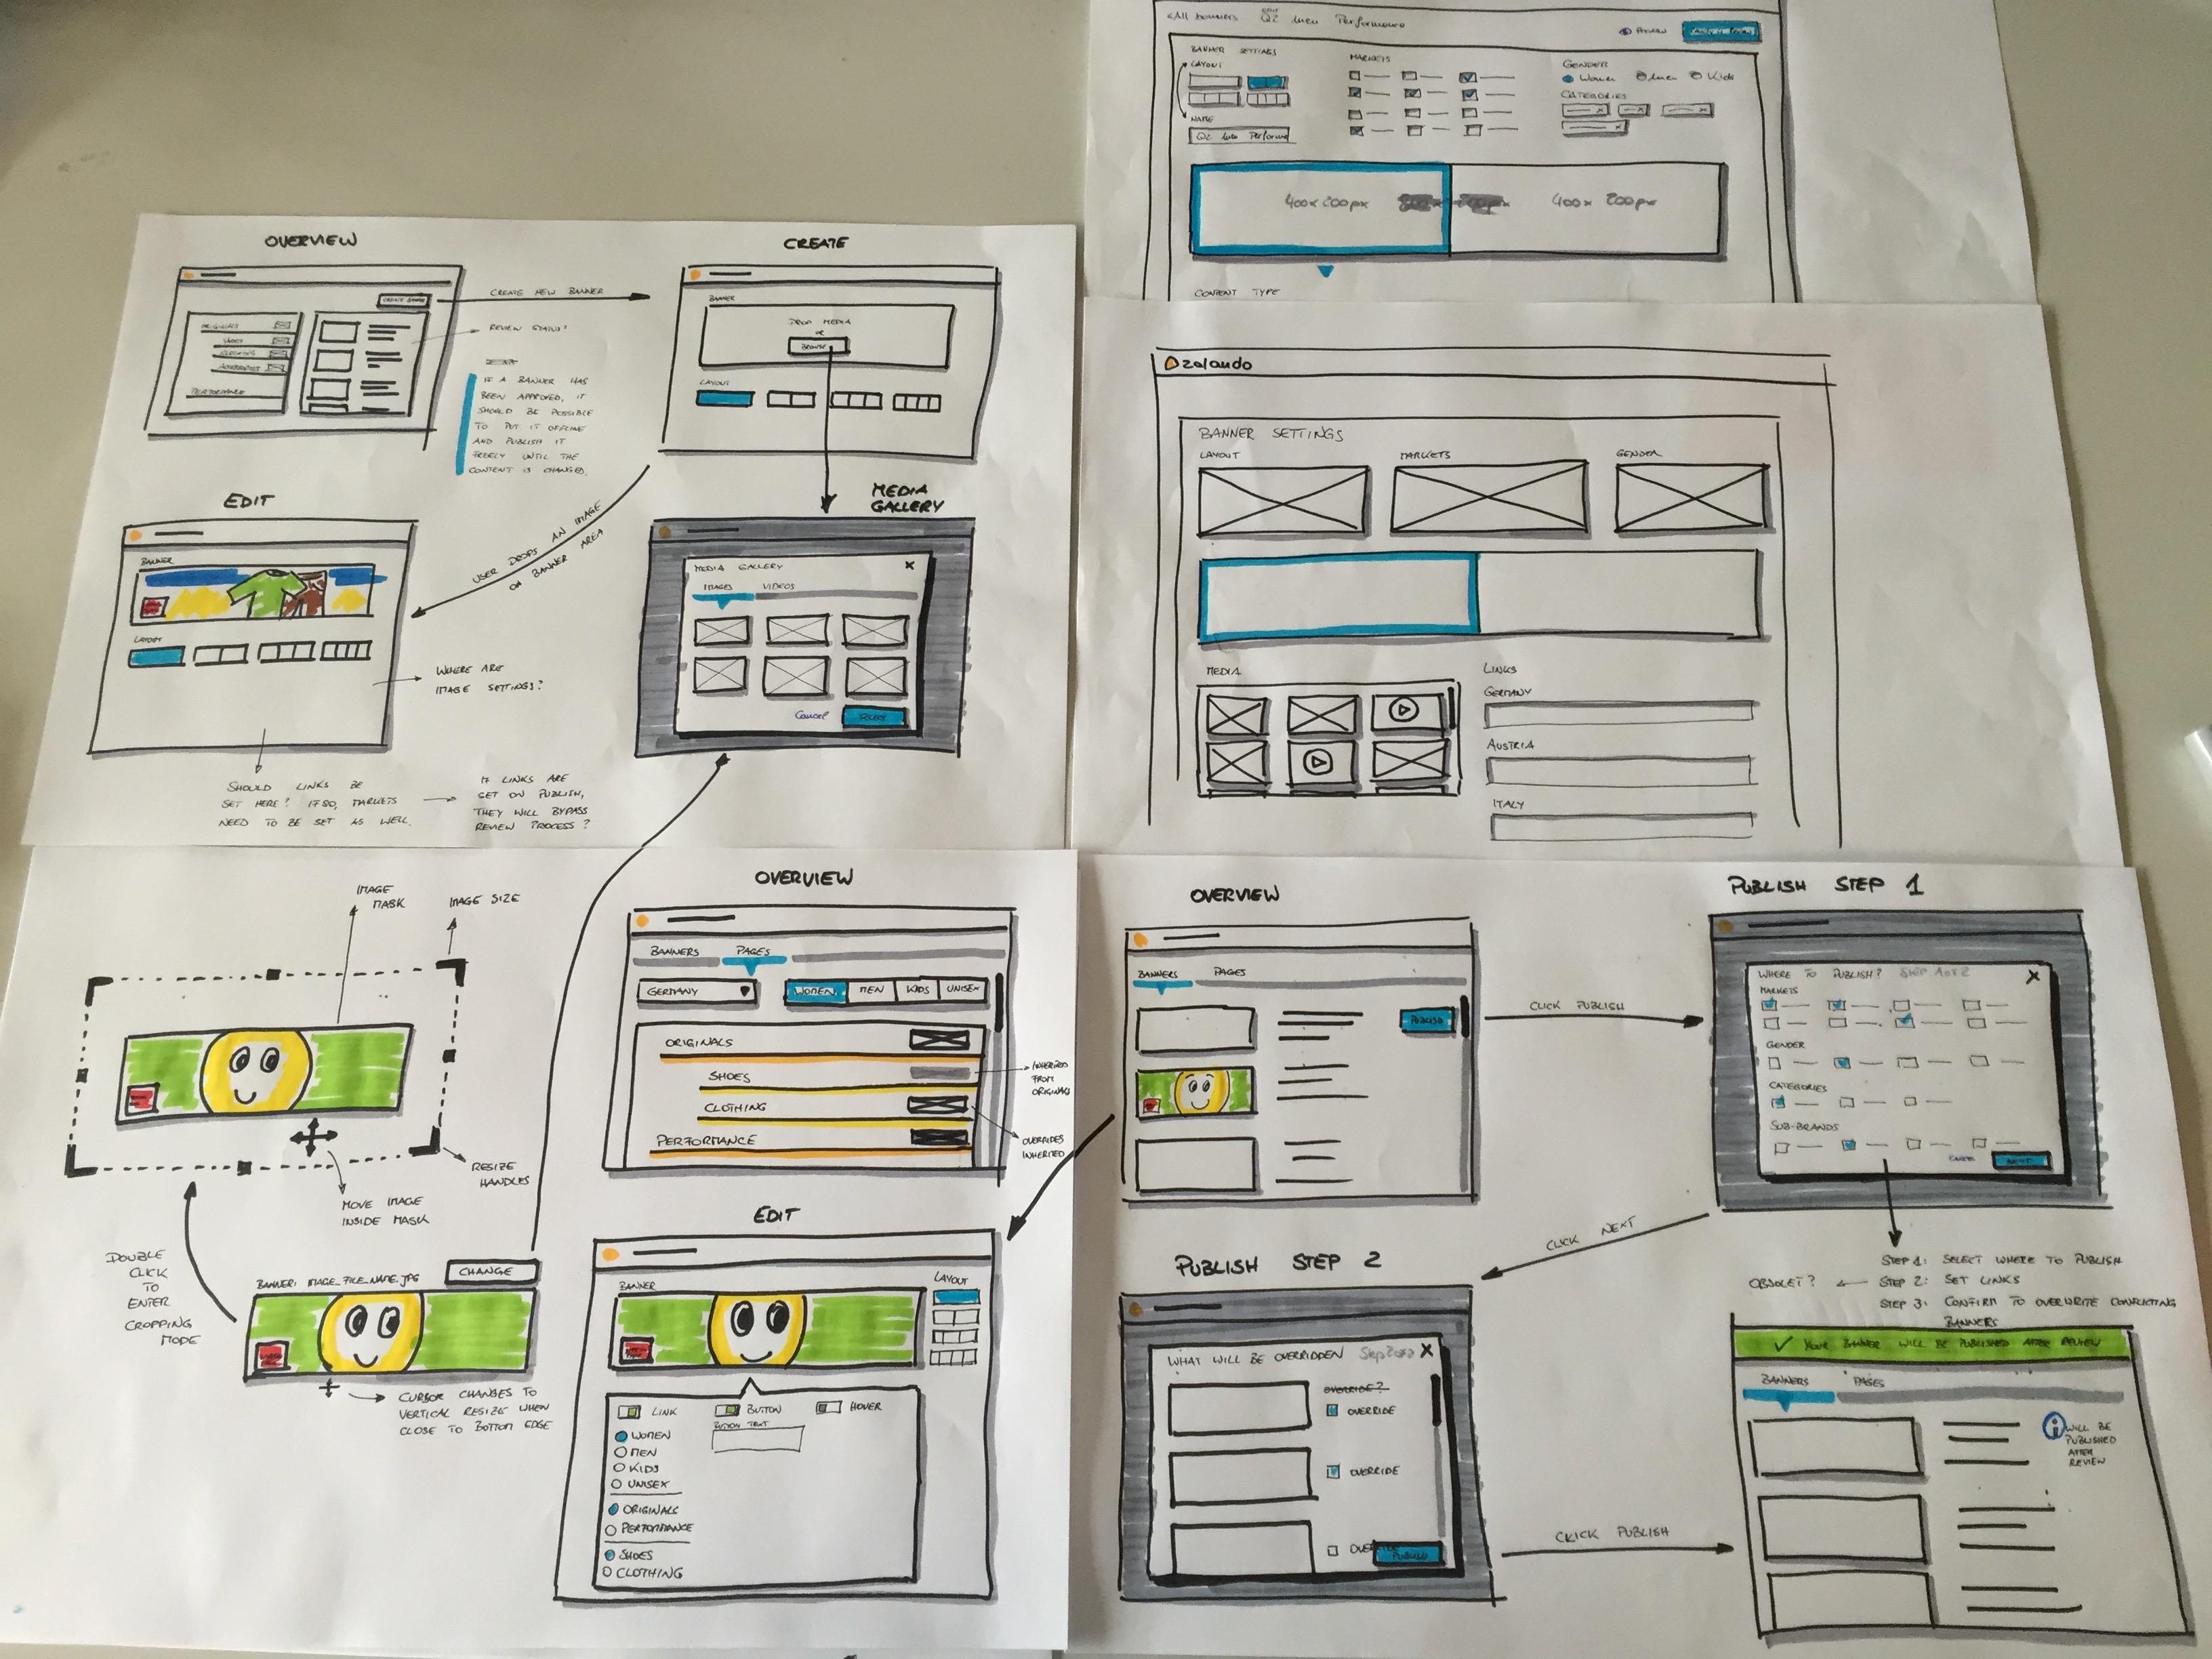 OVERVIEW
CREATE NEW BANNER
REVIEW STATUS?
IF A BANNER HAS
BEEN APPROVED, IT
SHOULD BE POSSIBLE
TO PUT IT OFFLINE
AND PUBLISH IT
FREELY UNTIL THE
CONTENT IS CHANGED.
PERFORMANCE
CREATE
BANNER
DROP MEDIA
OR
BROWSE
LAYOUT
EDIT
BANNER
LAYOUT
USER DROPS AN IMAGE
ON BANNER AREA
WHERE ARE
IMAGE SETTINGS?
SHOULD LINKS BE
SET HERE? IF SO, MARKETS
NEED TO BE SET AS WELL.
IF LINKS ARE
SET ON PUBLISH,
THEY WILL BYPASS
REVIEW PROCESS?
MEDIA
GALLERY
MEDIA GALLERY
IMAGES VIDEOS
Cancel SELECT
<All banners Q2 Men Performance
PREVIEW
BANNER SETTINGS
LAYOUT
NAME
Q2 Men Performa
MARKETS
GENDER
Women Men Kids
CATEGORIES
400x200px 400x200px
CONTENT TYPE
zalando
BANNER SETTINGS
LAYOUT MARKETS GENDER
MEDIA
LINKS
GERMANY
AUSTRIA
ITALY
IMAGE
MASK
IMAGE SIZE
RESIZE
HANDLES
MOVE IMAGE
INSIDE MASK
DOUBLE
CLICK
TO
ENTER
CROPPING
MODE
BANNER: IMAGE_FILE_NAME.JPG
CHANGE
CURSOR CHANGES TO
VERTICAL RESIZE WHEN
CLOSE TO BOTTOM EDGE
OVERVIEW
BANNERS PAGES
GERMANY
WOMEN MEN KIDS UNISEX
ORIGINALS
SHOES
CLOTHING
PERFORMANCE
INHERITED
FROM
ORIGINALS
OVERRIDES
INHERITED
EDIT
BANNER
LAYOUT
LINK BUTTON HOVER
BUTTON TEXT
WOMEN
MEN
KIDS
UNISEX
ORIGINALS
PERFORMANCE
SHOES
CLOTHING
OVERVIEW
BANNERS PAGES
PUBLISH
CLICK PUBLISH
PUBLISH STEP 1
WHERE TO PUBLISH? Step 1 of 2
MARKETS
GENDER
CATEGORIES
SUB-BRANDS
CANCEL NEXT
CLICK NEXT
STEP 1: SELECT WHERE TO PUBLISH
OBSOLET? STEP 2: SET LINKS
STEP 3: CONFIRM TO OVERWRITE CONFLICTING
BANNERS
PUBLISH STEP 2
WHAT WILL BE OVERRIDDEN Step 2 of 2 X
OVERRIDE?
OVERRIDE
OVERRIDE
PUBLISH
CKICK PUBLISH
YOUR BANNER WILL BE PUBLISHED AFTER REVIEW
BANNERS PAGES
WILL BE
PUBLISHED
AFTER
REVIEW